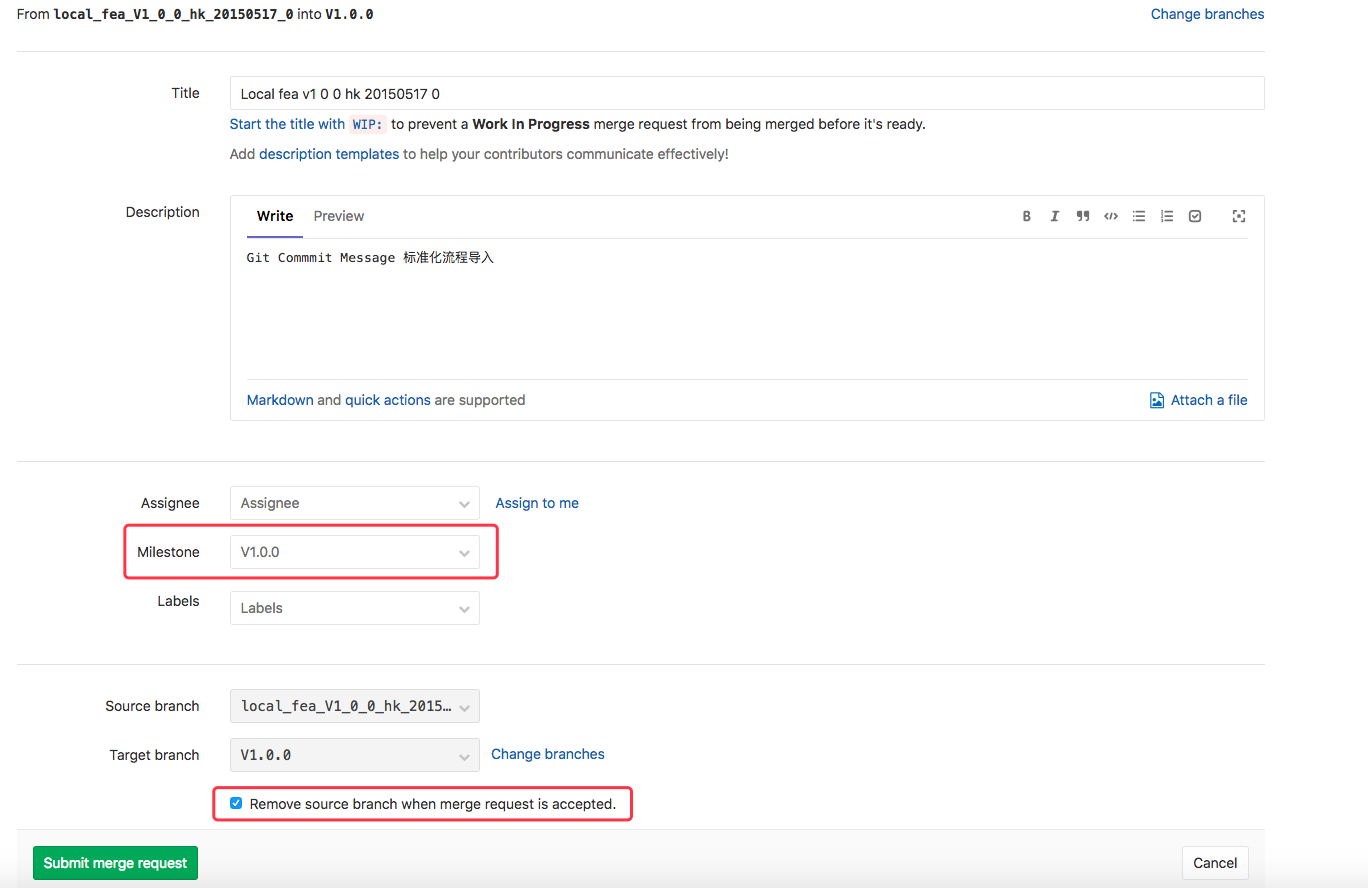 From local_fea_V1_0_0_hk_20150517_0 into V1.0.0 Change branches
Title Local fea v1 0 0 hk 20150517 0
Start the title with WIP: to prevent a Work In Progress merge request from being merged before it's ready.
Add description templates to help your contributors communicate effectively!
Description Write Preview
Git Commmit Message 标准化流程导入
Markdown and quick actions are supported Attach a file
Assignee Assignee Assign to me
Milestone V1.0.0
Labels Labels
Source branch local_fea_V1_0_0_hk_2015…
Target branch V1.0.0 Change branches
Remove source branch when merge request is accepted.
Submit merge request Cancel